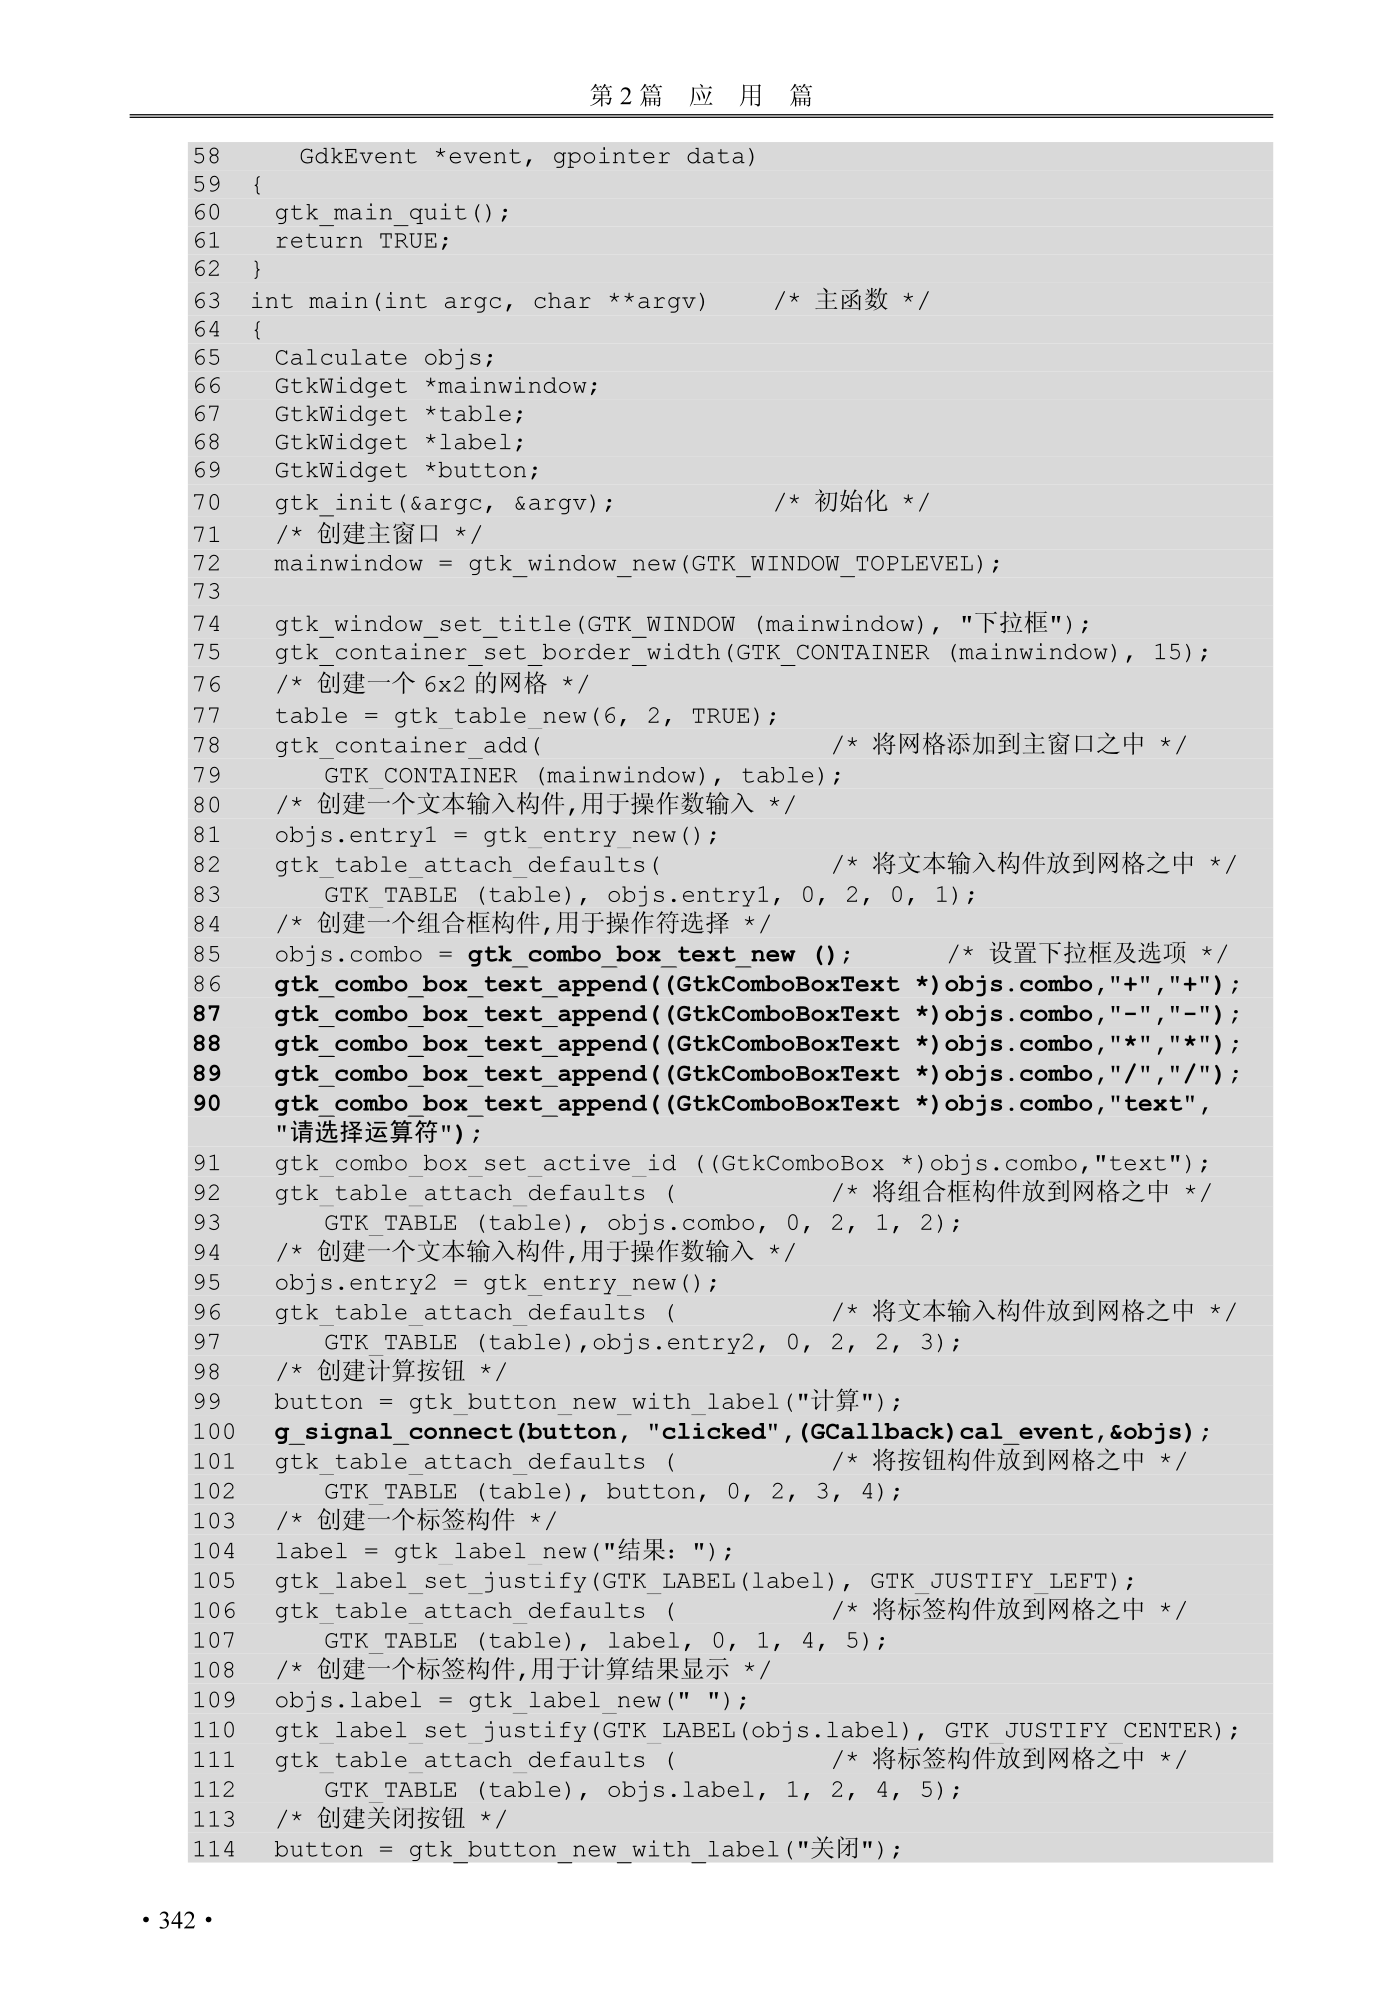 第2篇 应 用 篇
58 GdkEvent *event, gpointer data)
59 {
60 gtk_main_quit();
61 return TRUE;
62 }
63 int main(int argc, char **argv) /* 主函数 */
64 {
65 Calculate objs;
66 GtkWidget *mainwindow;
67 GtkWidget *table;
68 GtkWidget *label;
69 GtkWidget *button;
70 gtk_init(&argc, &argv); /* 初始化 */
71 /* 创建主窗口 */
72 mainwindow = gtk_window_new(GTK_WINDOW_TOPLEVEL);
73
74 gtk_window_set_title(GTK_WINDOW (mainwindow), "下拉框");
75 gtk_container_set_border_width(GTK_CONTAINER (mainwindow), 15);
76 /* 创建一个 6x2 的网格 */
77 table = gtk_table_new(6, 2, TRUE);
78 gtk_container_add( /* 将网格添加到主窗口之中 */
79 GTK_CONTAINER (mainwindow), table);
80 /* 创建一个文本输入构件,用于操作数输入 */
81 objs.entry1 = gtk_entry_new();
82 gtk_table_attach_defaults( /* 将文本输入构件放到网格之中 */
83 GTK_TABLE (table), objs.entry1, 0, 2, 0, 1);
84 /* 创建一个组合框构件,用于操作符选择 */
85 objs.combo = gtk_combo_box_text_new (); /* 设置下拉框及选项 */
86 gtk_combo_box_text_append((GtkComboBoxText *)objs.combo,"+","+");
87 gtk_combo_box_text_append((GtkComboBoxText *)objs.combo,"-","-");
88 gtk_combo_box_text_append((GtkComboBoxText *)objs.combo,"*","*");
89 gtk_combo_box_text_append((GtkComboBoxText *)objs.combo,"/","/");
90 gtk_combo_box_text_append((GtkComboBoxText *)objs.combo,"text",
"请选择运算符");
91 gtk_combo_box_set_active_id ((GtkComboBox *)objs.combo,"text");
92 gtk_table_attach_defaults ( /* 将组合框构件放到网格之中 */
93 GTK_TABLE (table), objs.combo, 0, 2, 1, 2);
94 /* 创建一个文本输入构件,用于操作数输入 */
95 objs.entry2 = gtk_entry_new();
96 gtk_table_attach_defaults ( /* 将文本输入构件放到网格之中 */
97 GTK_TABLE (table),objs.entry2, 0, 2, 2, 3);
98 /* 创建计算按钮 */
99 button = gtk_button_new_with_label("计算");
100 g_signal_connect(button, "clicked",(GCallback)cal_event,&objs);
101 gtk_table_attach_defaults ( /* 将按钮构件放到网格之中 */
102 GTK_TABLE (table), button, 0, 2, 3, 4);
103 /* 创建一个标签构件 */
104 label = gtk_label_new("结果：");
105 gtk_label_set_justify(GTK_LABEL(label), GTK_JUSTIFY_LEFT);
106 gtk_table_attach_defaults ( /* 将标签构件放到网格之中 */
107 GTK_TABLE (table), label, 0, 1, 4, 5);
108 /* 创建一个标签构件,用于计算结果显示 */
109 objs.label = gtk_label_new(" ");
110 gtk_label_set_justify(GTK_LABEL(objs.label), GTK_JUSTIFY_CENTER);
111 gtk_table_attach_defaults ( /* 将标签构件放到网格之中 */
112 GTK_TABLE (table), objs.label, 1, 2, 4, 5);
113 /* 创建关闭按钮 */
114 button = gtk_button_new_with_label("关闭");
• 342 •